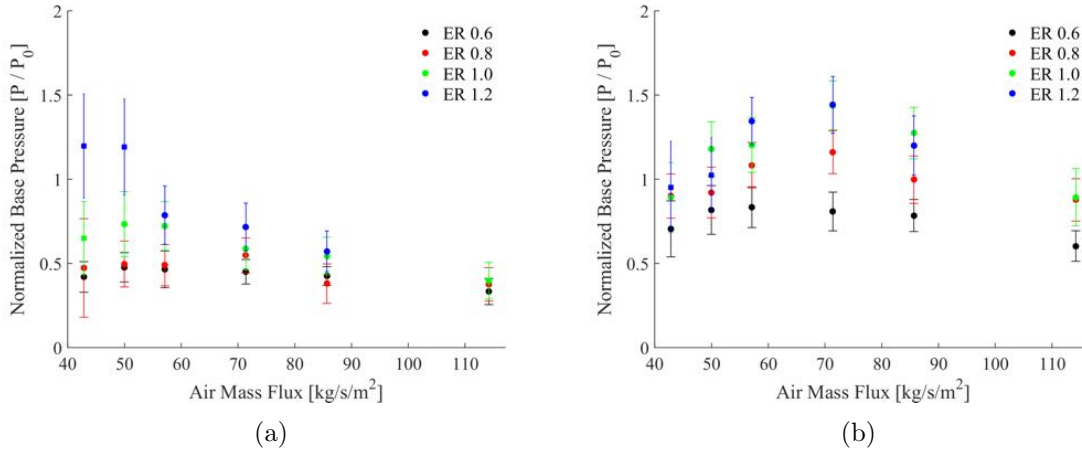 2
1.5
1
0.5
0
40 50 60 70 80 90 100 110
Normalized Base Pressure [P / P₀]
Air Mass Flux [kg/s/m²]
ER 0.6
ER 0.8
ER 1.0
ER 1.2
(a)
2
1.5
1
0.5
0
40 50 60 70 80 90 100 110
Normalized Base Pressure [P / P₀]
Air Mass Flux [kg/s/m²]
ER 0.6
ER 0.8
ER 1.0
ER 1.2
(b)